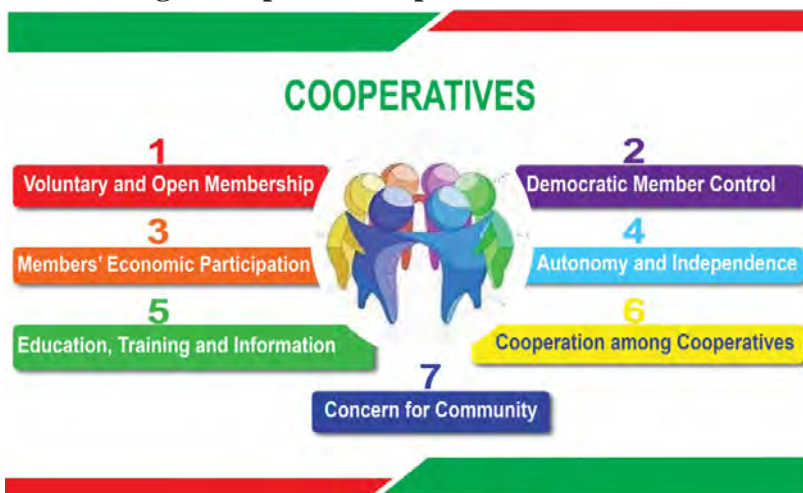 COOPERATIVES
1
Voluntary and Open Membership
2
Democratic Member Control
3
Members' Economic Participation
4
Autonomy and Independence
5
Education, Training and Information
6
Cooperation among Cooperatives
7
Concern for Community